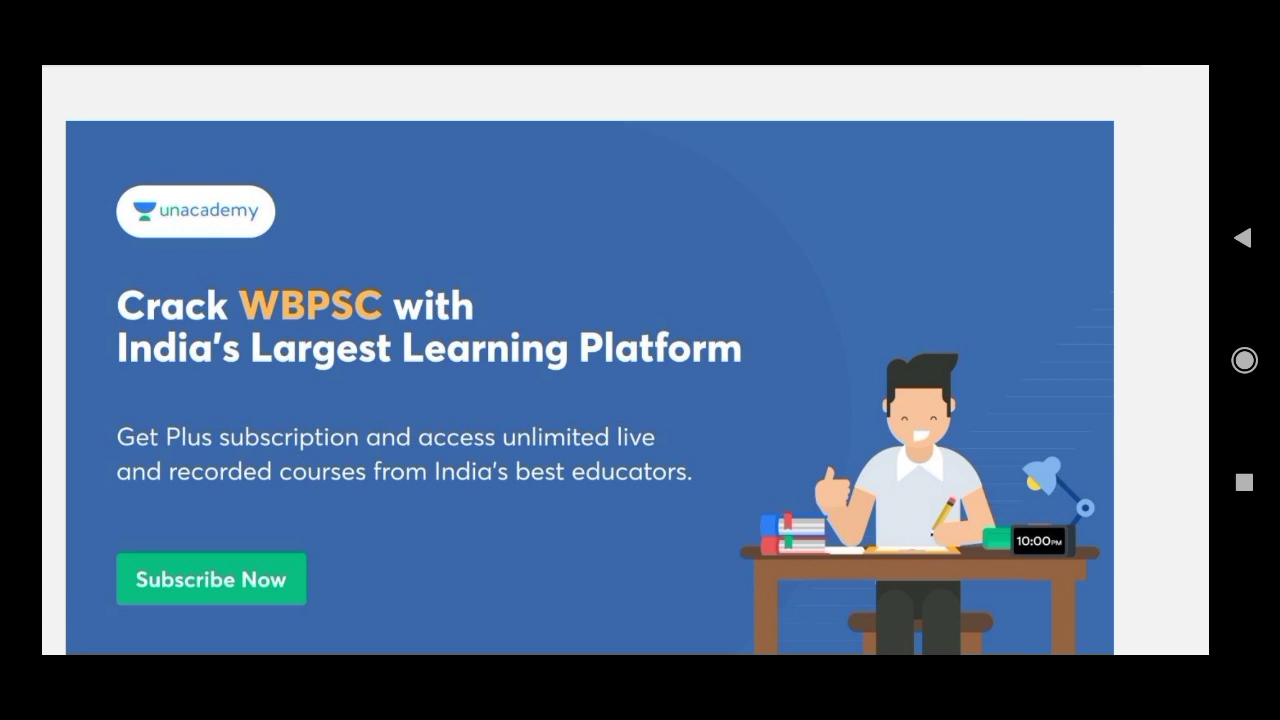 unacademy
Crack WBPSC with
India's Largest Learning Platform
Get Plus subscription and access unlimited live
and recorded courses from India's best educators.
10:00PM
Subscribe Now